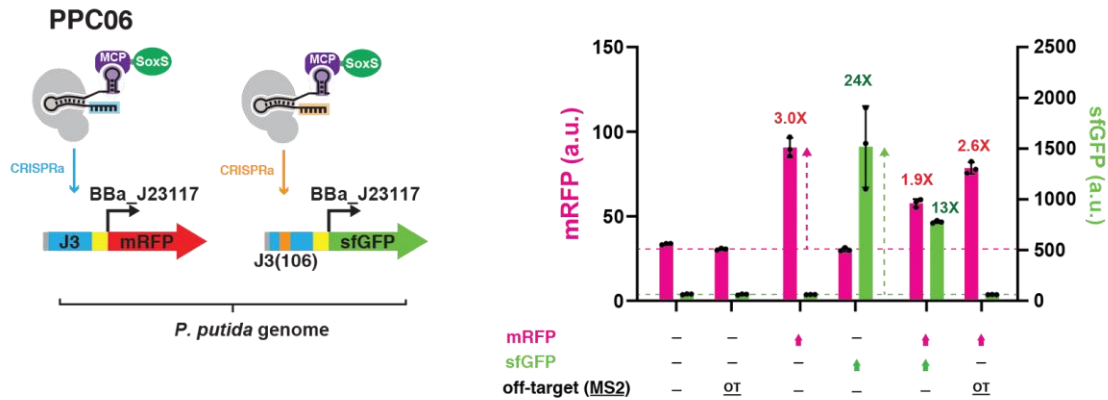 PPC06
MCP SoxS
MCP SoxS
CRISPRa
CRISPRa
BBa_J23117
BBa_J23117
J3 mRFP
sfGFP
J3(106)
P. putida genome
mRFP (a.u.)
150
100
50
0
3.0X
24X
1.9X
13X
2.6X
2500
2000
1500
1000
500
0
sfGFP (a.u.)
mRFP – – – –
sfGFP – – – –
off-target (MS2) – OT – – – OT